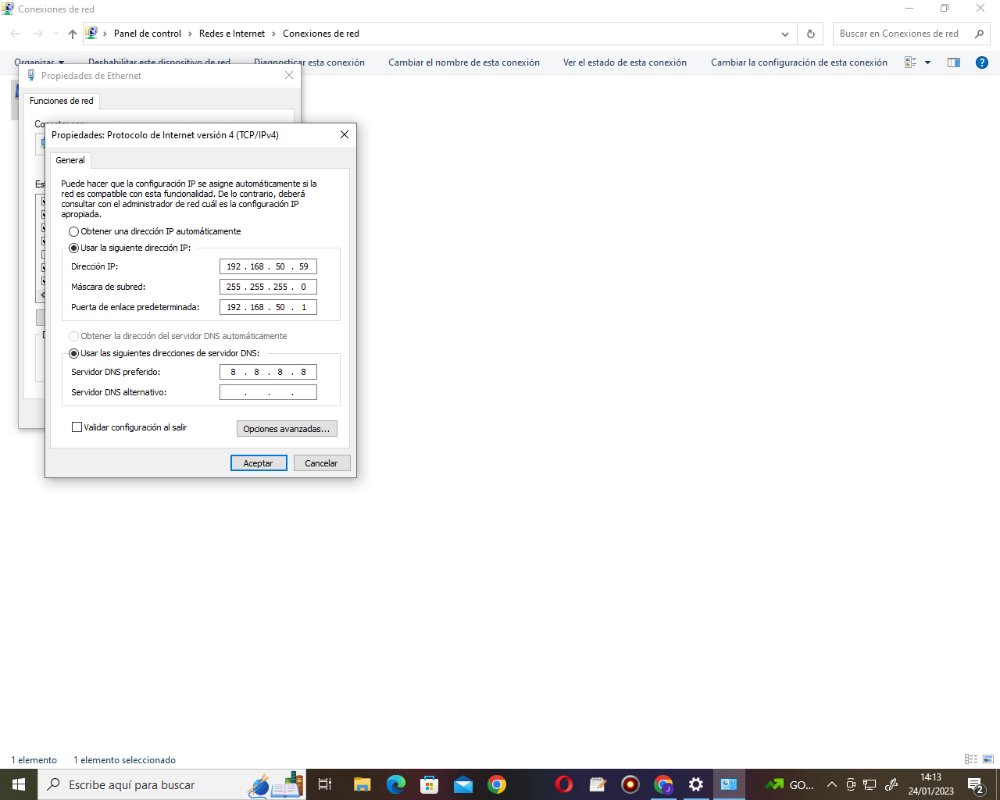 Conexiones de red
Panel de control
Redes e Internet
Conexiones de red
Buscar en Conexiones de red
Organizar
Deshabilitar este dispositivo de red
Diagnosticar esta conexión
Cambiar el nombre de esta conexión
Ver el estado de esta conexión
Cambiar la configuración de esta conexión
Propiedades de Ethernet
Funciones de red
Propiedades: Protocolo de Internet versión 4 (TCP/IPv4)
General
Puede hacer que la configuración IP se asigne automáticamente si la
red es compatible con esta funcionalidad. De lo contrario, deberá
consultar con el administrador de red cuál es la configuración IP
apropiada.
Obtener una dirección IP automáticamente
Usar la siguiente dirección IP:
Dirección IP: 192 . 168 . 50 . 59
Máscara de subred: 255 . 255 . 255 . 0
Puerta de enlace predeterminada: 192 . 168 . 50 . 1
Obtener la dirección del servidor DNS automáticamente
Usar las siguientes direcciones de servidor DNS:
Servidor DNS preferido: 8 . 8 . 8 . 8
Servidor DNS alternativo: . . .
Validar configuración al salir
Opciones avanzadas...
Aceptar
Cancelar
1 elemento
1 elemento seleccionado
Escribe aquí para buscar
J
GO...
14:13
24/01/2023
2